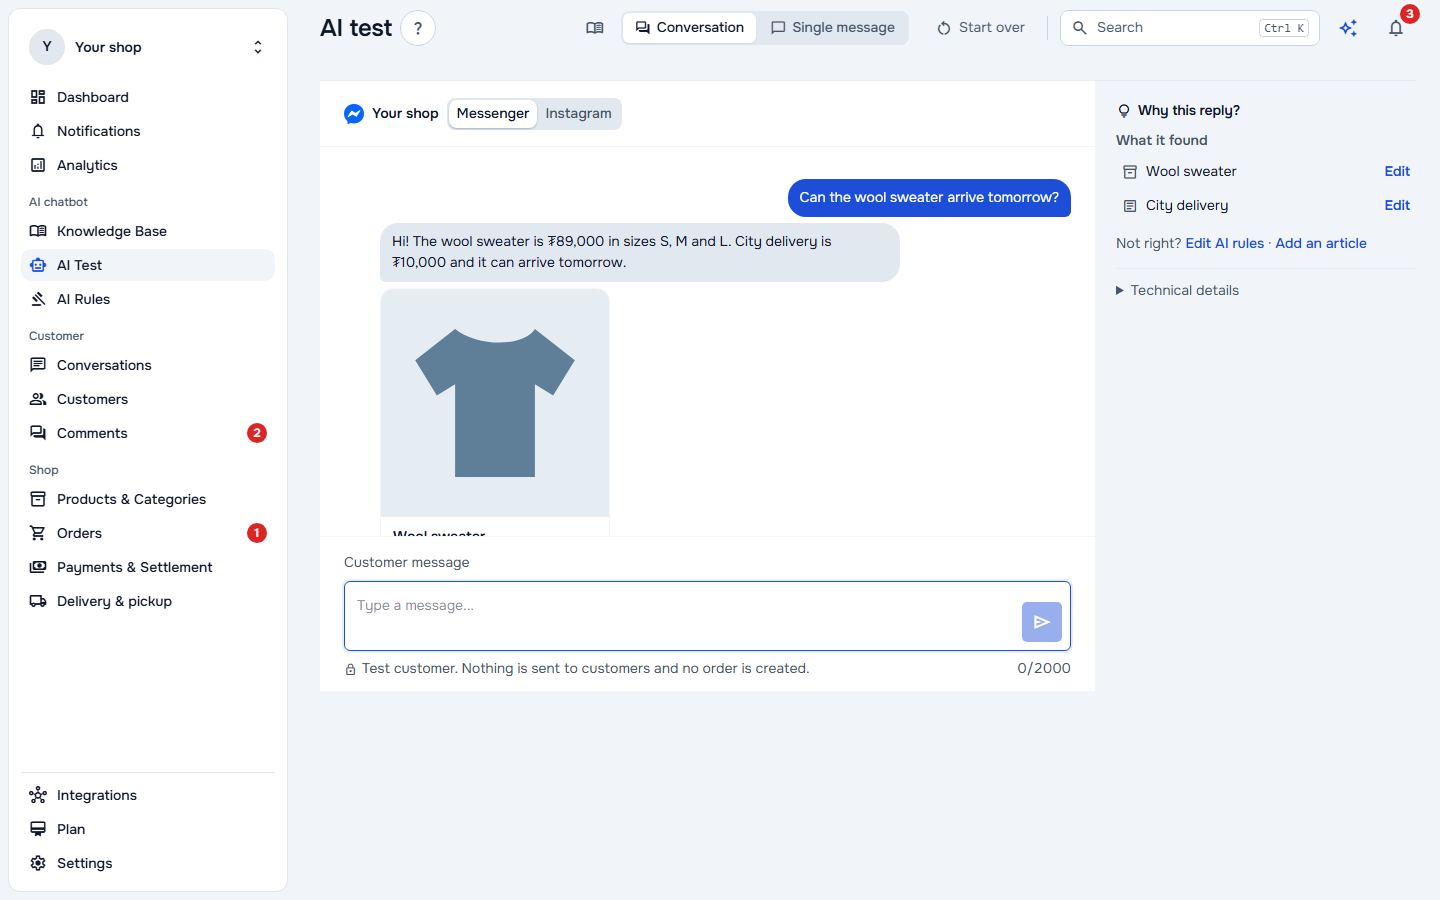 Y
Your shop
Dashboard
Notifications
Analytics
AI chatbot
Knowledge Base
AI Test
AI Rules
Customer
Conversations
Customers
Comments
2
Shop
Products & Categories
Orders
1
Payments & Settlement
Delivery & pickup
Integrations
Plan
Settings
AI test
?
Conversation
Single message
Start over
Search
Ctrl K
3
Your shop
Messenger
Instagram
Can the wool sweater arrive tomorrow?
Hi! The wool sweater is ₮89,000 in sizes S, M and L. City delivery is
₮10,000 and it can arrive tomorrow.
Wool sweater
Customer message
Type a message...
Test customer. Nothing is sent to customers and no order is created.
0/2000
Why this reply?
What it found
Wool sweater
Edit
City delivery
Edit
Not right? Edit AI rules · Add an article
Technical details